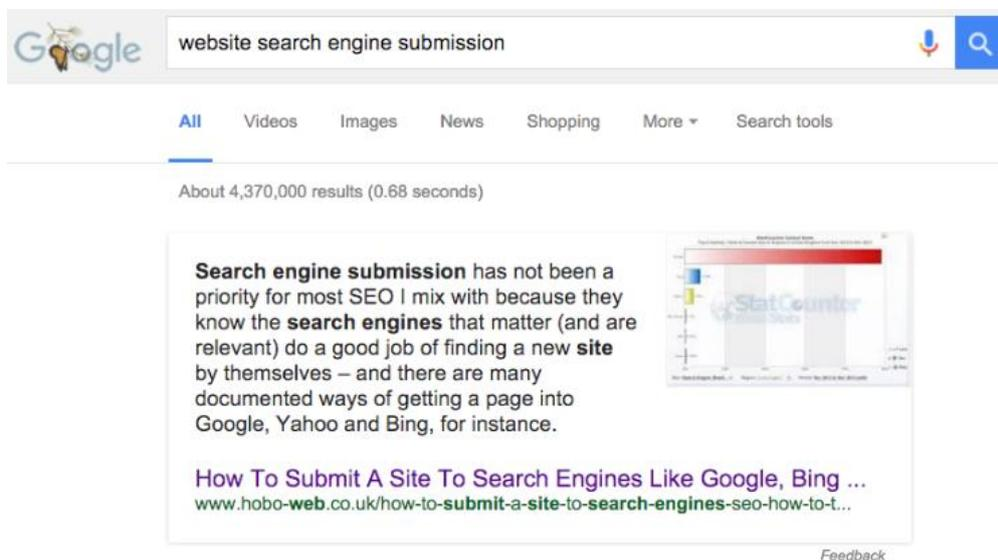 Google
website search engine submission
All Videos Images News Shopping More Search tools
About 4,370,000 results (0.68 seconds)
Search engine submission has not been a
priority for most SEO I mix with because they
know the search engines that matter (and are
relevant) do a good job of finding a new site
by themselves – and there are many
documented ways of getting a page into
Google, Yahoo and Bing, for instance.
StatCounter
How To Submit A Site To Search Engines Like Google, Bing ...
www.hobo-web.co.uk/how-to-submit-a-site-to-search-engines-seo-how-to-t...
Feedback